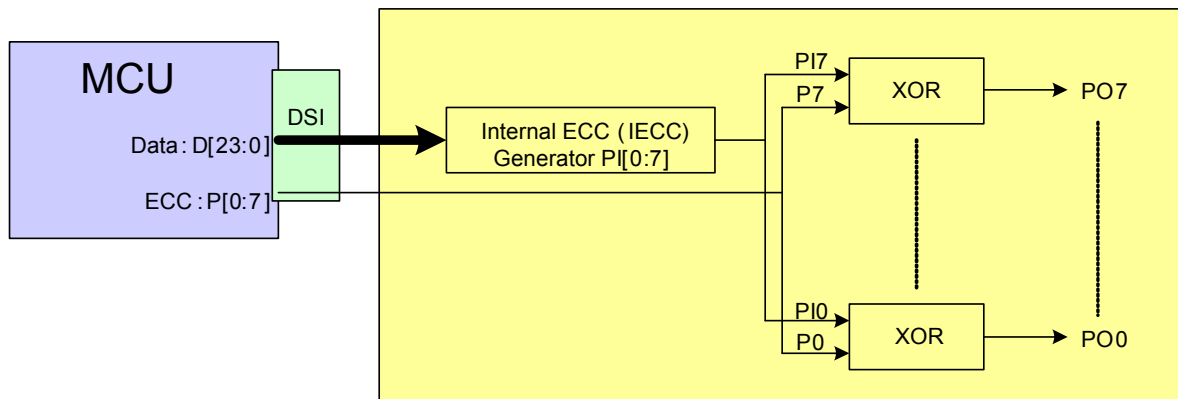 MCU
DSI
Data: D[23:0]
ECC: P[0:7]
Internal ECC (IECC)
Generator PI[0:7]
PI7
P7
XOR
PO7
PI0
P0
XOR
PO0